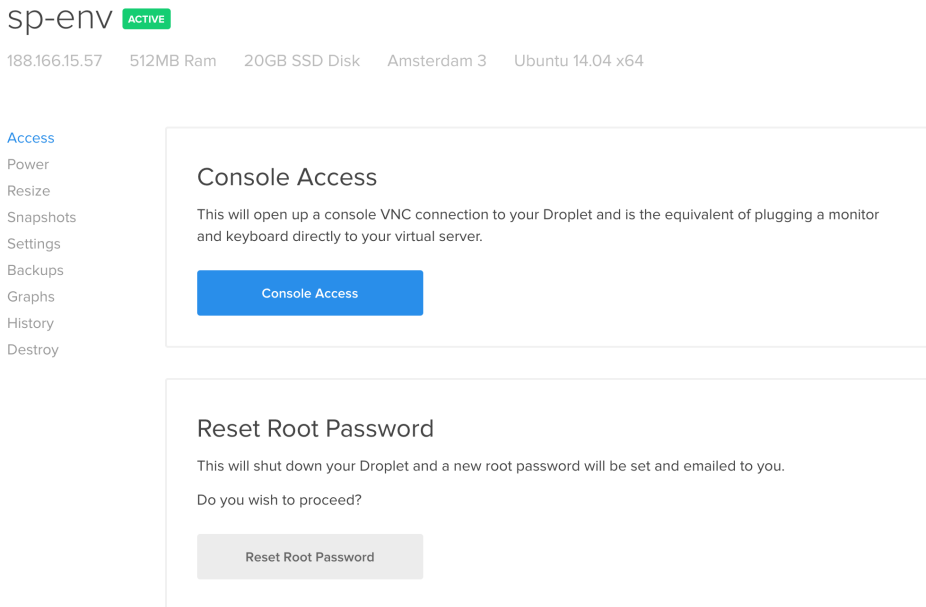 sp-env ACTIVE
188.166.15.57 512MB Ram 20GB SSD Disk Amsterdam 3 Ubuntu 14.04 x64
Access
Power
Resize
Snapshots
Settings
Backups
Graphs
History
Destroy
Console Access
This will open up a console VNC connection to your Droplet and is the equivalent of plugging a monitor
and keyboard directly to your virtual server.
Console Access
Reset Root Password
This will shut down your Droplet and a new root password will be set and emailed to you.
Do you wish to proceed?
Reset Root Password